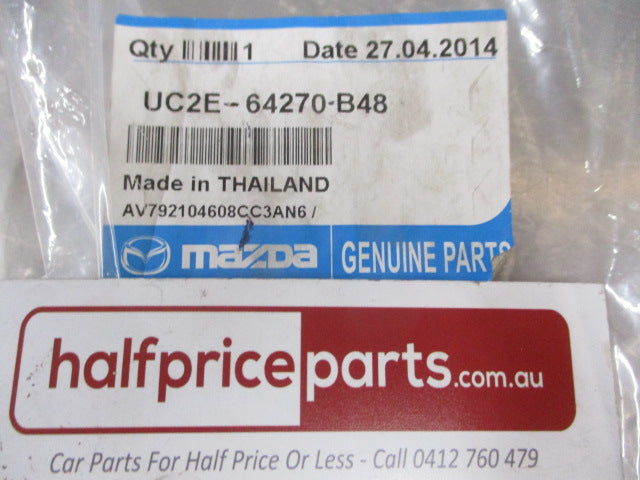 Qty 1 Date 27.04.2014
UC2E-64270-B48
Made in THAILAND
AV792104608CC3AN6 /
mazda GENUINE PARTS
halfpriceparts.com.au
Car Parts For Half Price Or Less - Call 0412 760 479